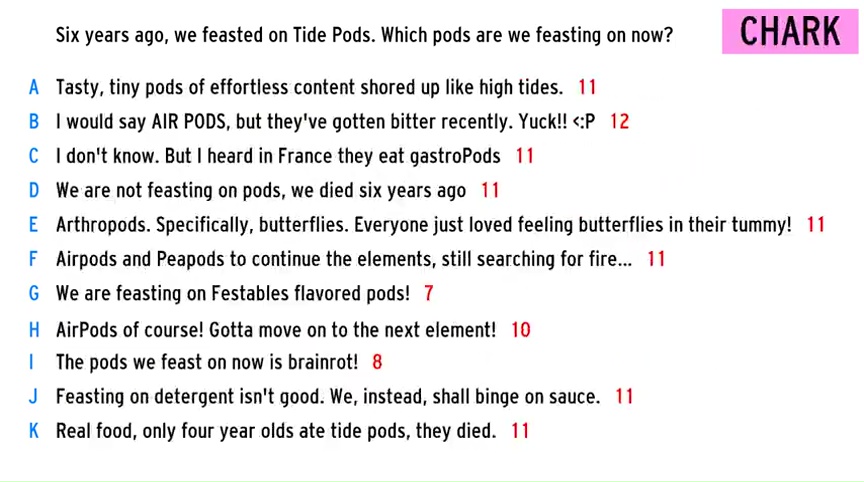 Six years ago, we feasted on Tide Pods. Which pods are we feasting on now?
CHARK
A Tasty, tiny pods of effortless content shored up like high tides. 11
B I would say AIR PODS, but they've gotten bitter recently. Yuck!! <:P 12
C I don't know. But I heard in France they eat gastroPods 11
D We are not feasting on pods, we died six years ago 11
E Arthropods. Specifically, butterflies. Everyone just loved feeling butterflies in their tummy! 11
F Airpods and Peapods to continue the elements, still searching for fire... 11
G We are feasting on Festables flavored pods! 7
H AirPods of course! Gotta move on to the next element! 10
I The pods we feast on now is brainrot! 8
J Feasting on detergent isn't good. We, instead, shall binge on sauce. 11
K Real food, only four year olds ate tide pods, they died. 11